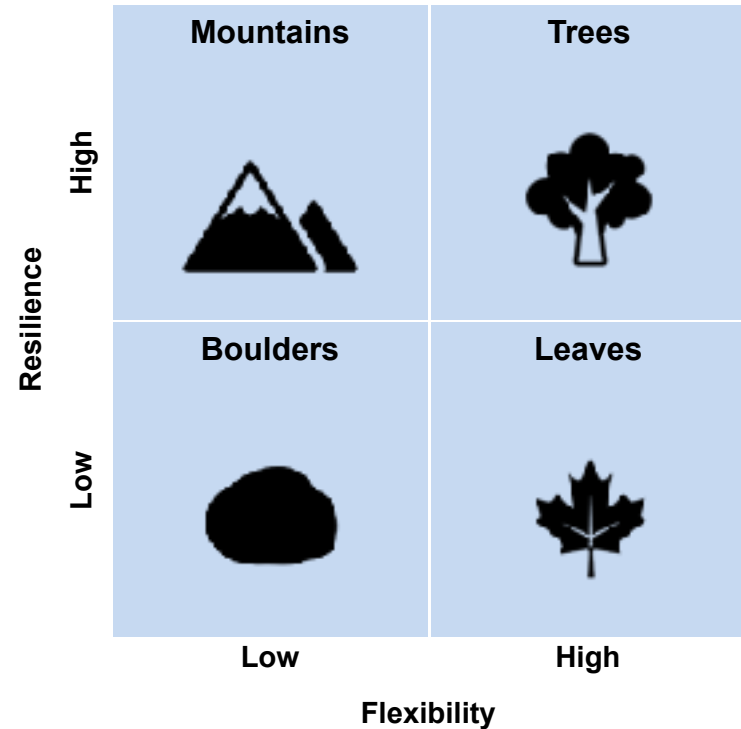 Mountains
Trees
High
Resilience
Boulders
Leaves
Low
Low
High
Flexibility